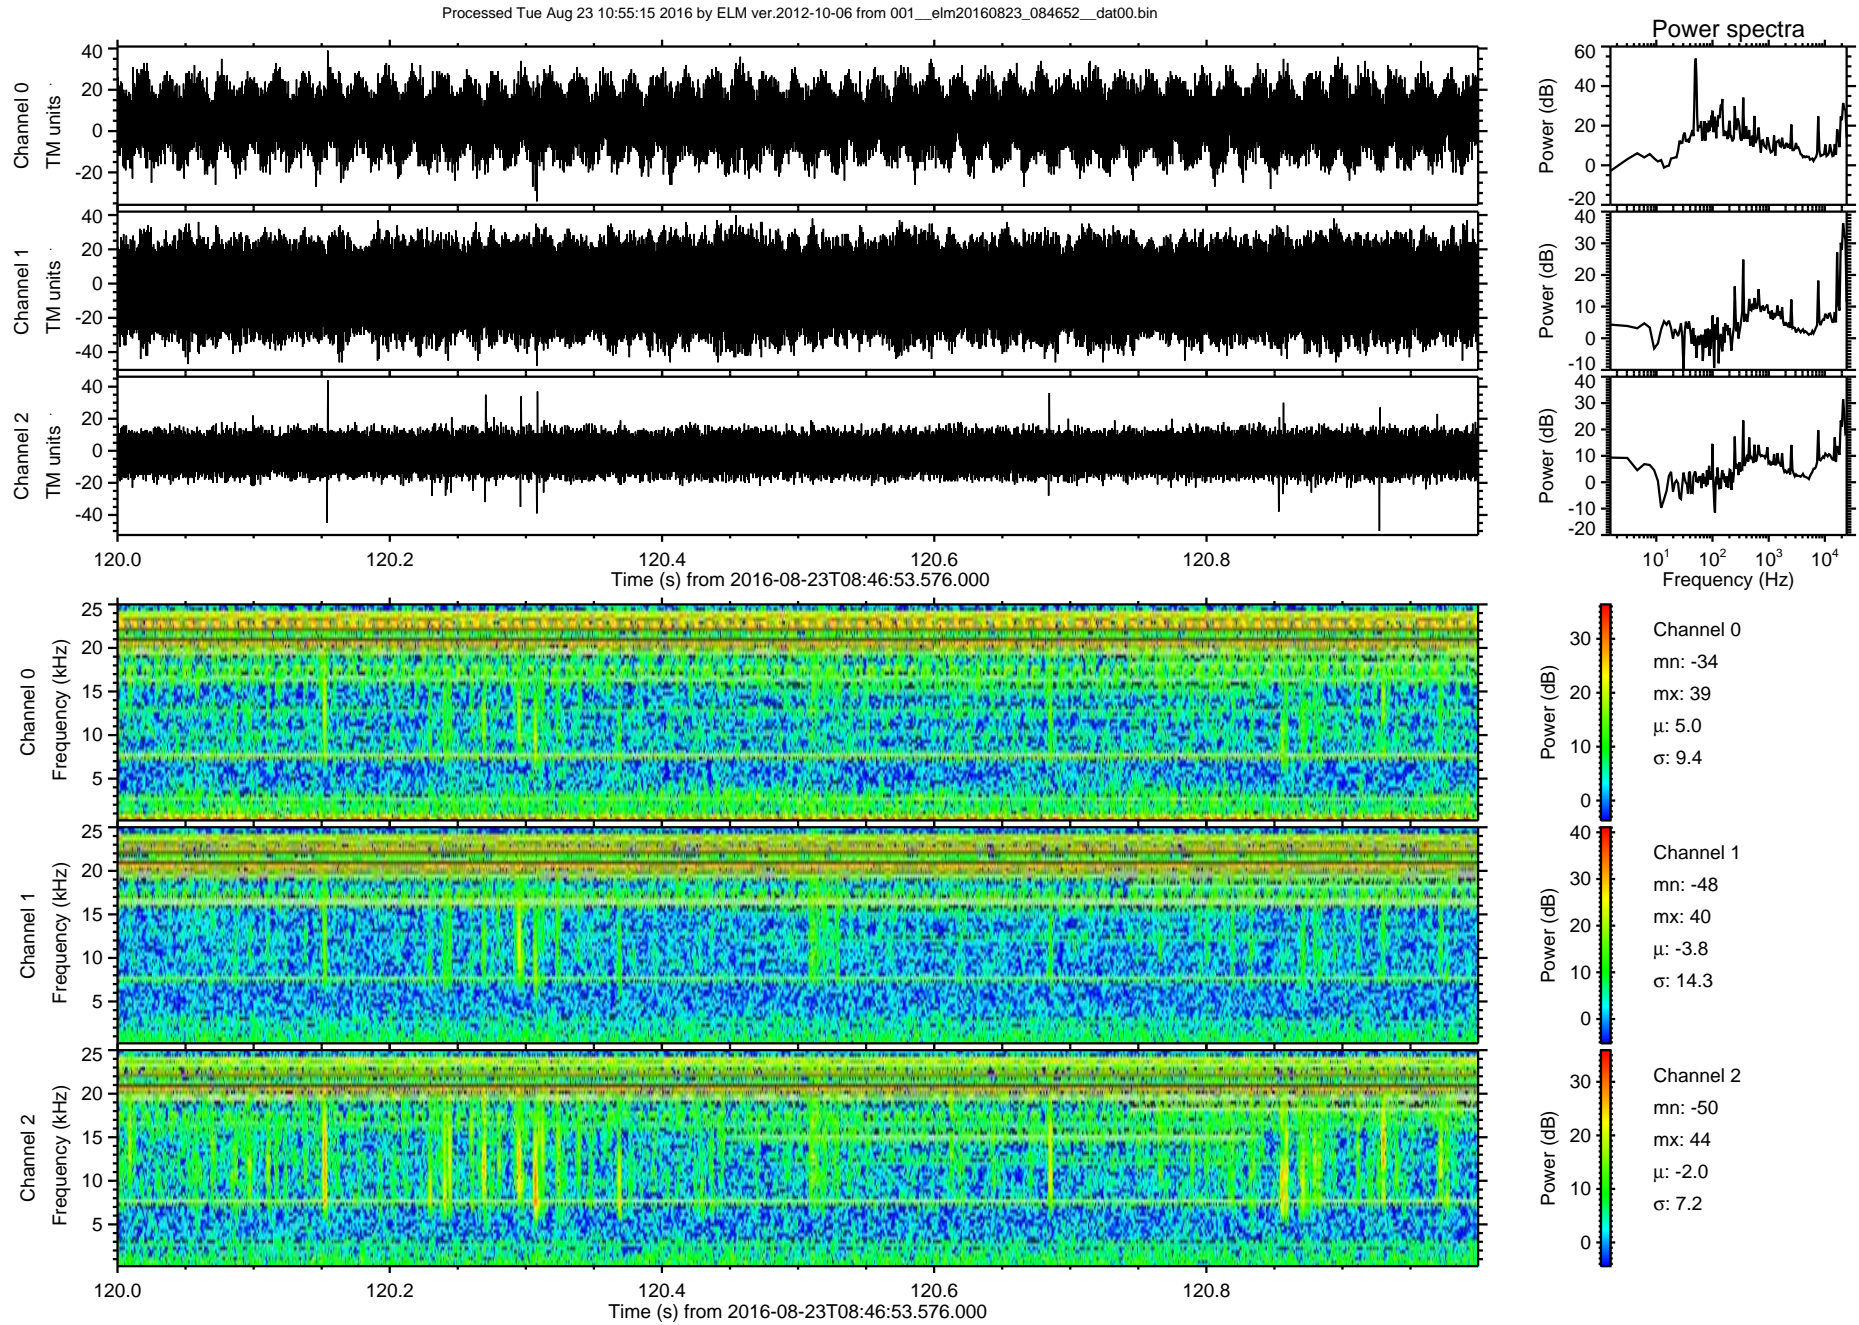 Processed Tue Aug 23 10:55:15 2016 by ELM ver.2012-10-06 from 001__elm20160823_084652__dat00.bin
Power spectra
Channel 0
TM units
40
20
0
-20
Power (dB)
60
40
20
0
-20
Channel 1
TM units
40
20
0
-20
-40
Power (dB)
40
30
20
10
0
-10
Channel 2
TM units
40
20
0
-20
-40
Power (dB)
40
30
20
10
0
-10
-20
120.0 120.2 120.4 120.6 120.8
Time (s) from 2016-08-23T08:46:53.576.000
10¹ 10² 10³ 10⁴
Frequency (Hz)
Channel 0
Frequency (kHz)
25
20
15
10
5
Power (dB)
30
20
10
0
Channel 0
mn: -34
mx: 39
μ: 5.0
σ: 9.4
Channel 1
Frequency (kHz)
25
20
15
10
5
Power (dB)
40
30
20
10
0
Channel 1
mn: -48
mx: 40
μ: -3.8
σ: 14.3
Channel 2
Frequency (kHz)
25
20
15
10
5
Power (dB)
30
20
10
0
Channel 2
mn: -50
mx: 44
μ: -2.0
σ: 7.2
120.0 120.2 120.4 120.6 120.8
Time (s) from 2016-08-23T08:46:53.576.000